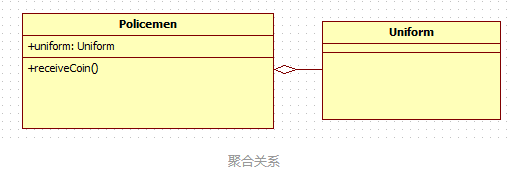 Policemen
+uniform: Uniform
+receiveCoin()
Uniform
聚合关系